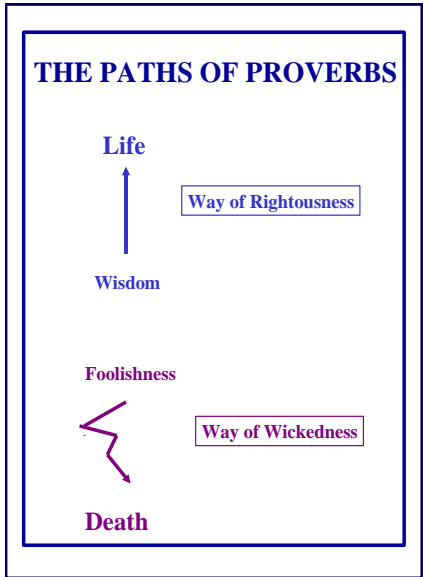 THE PATHS OF PROVERBS
Life
Way of Rightousness
Wisdom
Foolishness
Way of Wickedness
Death